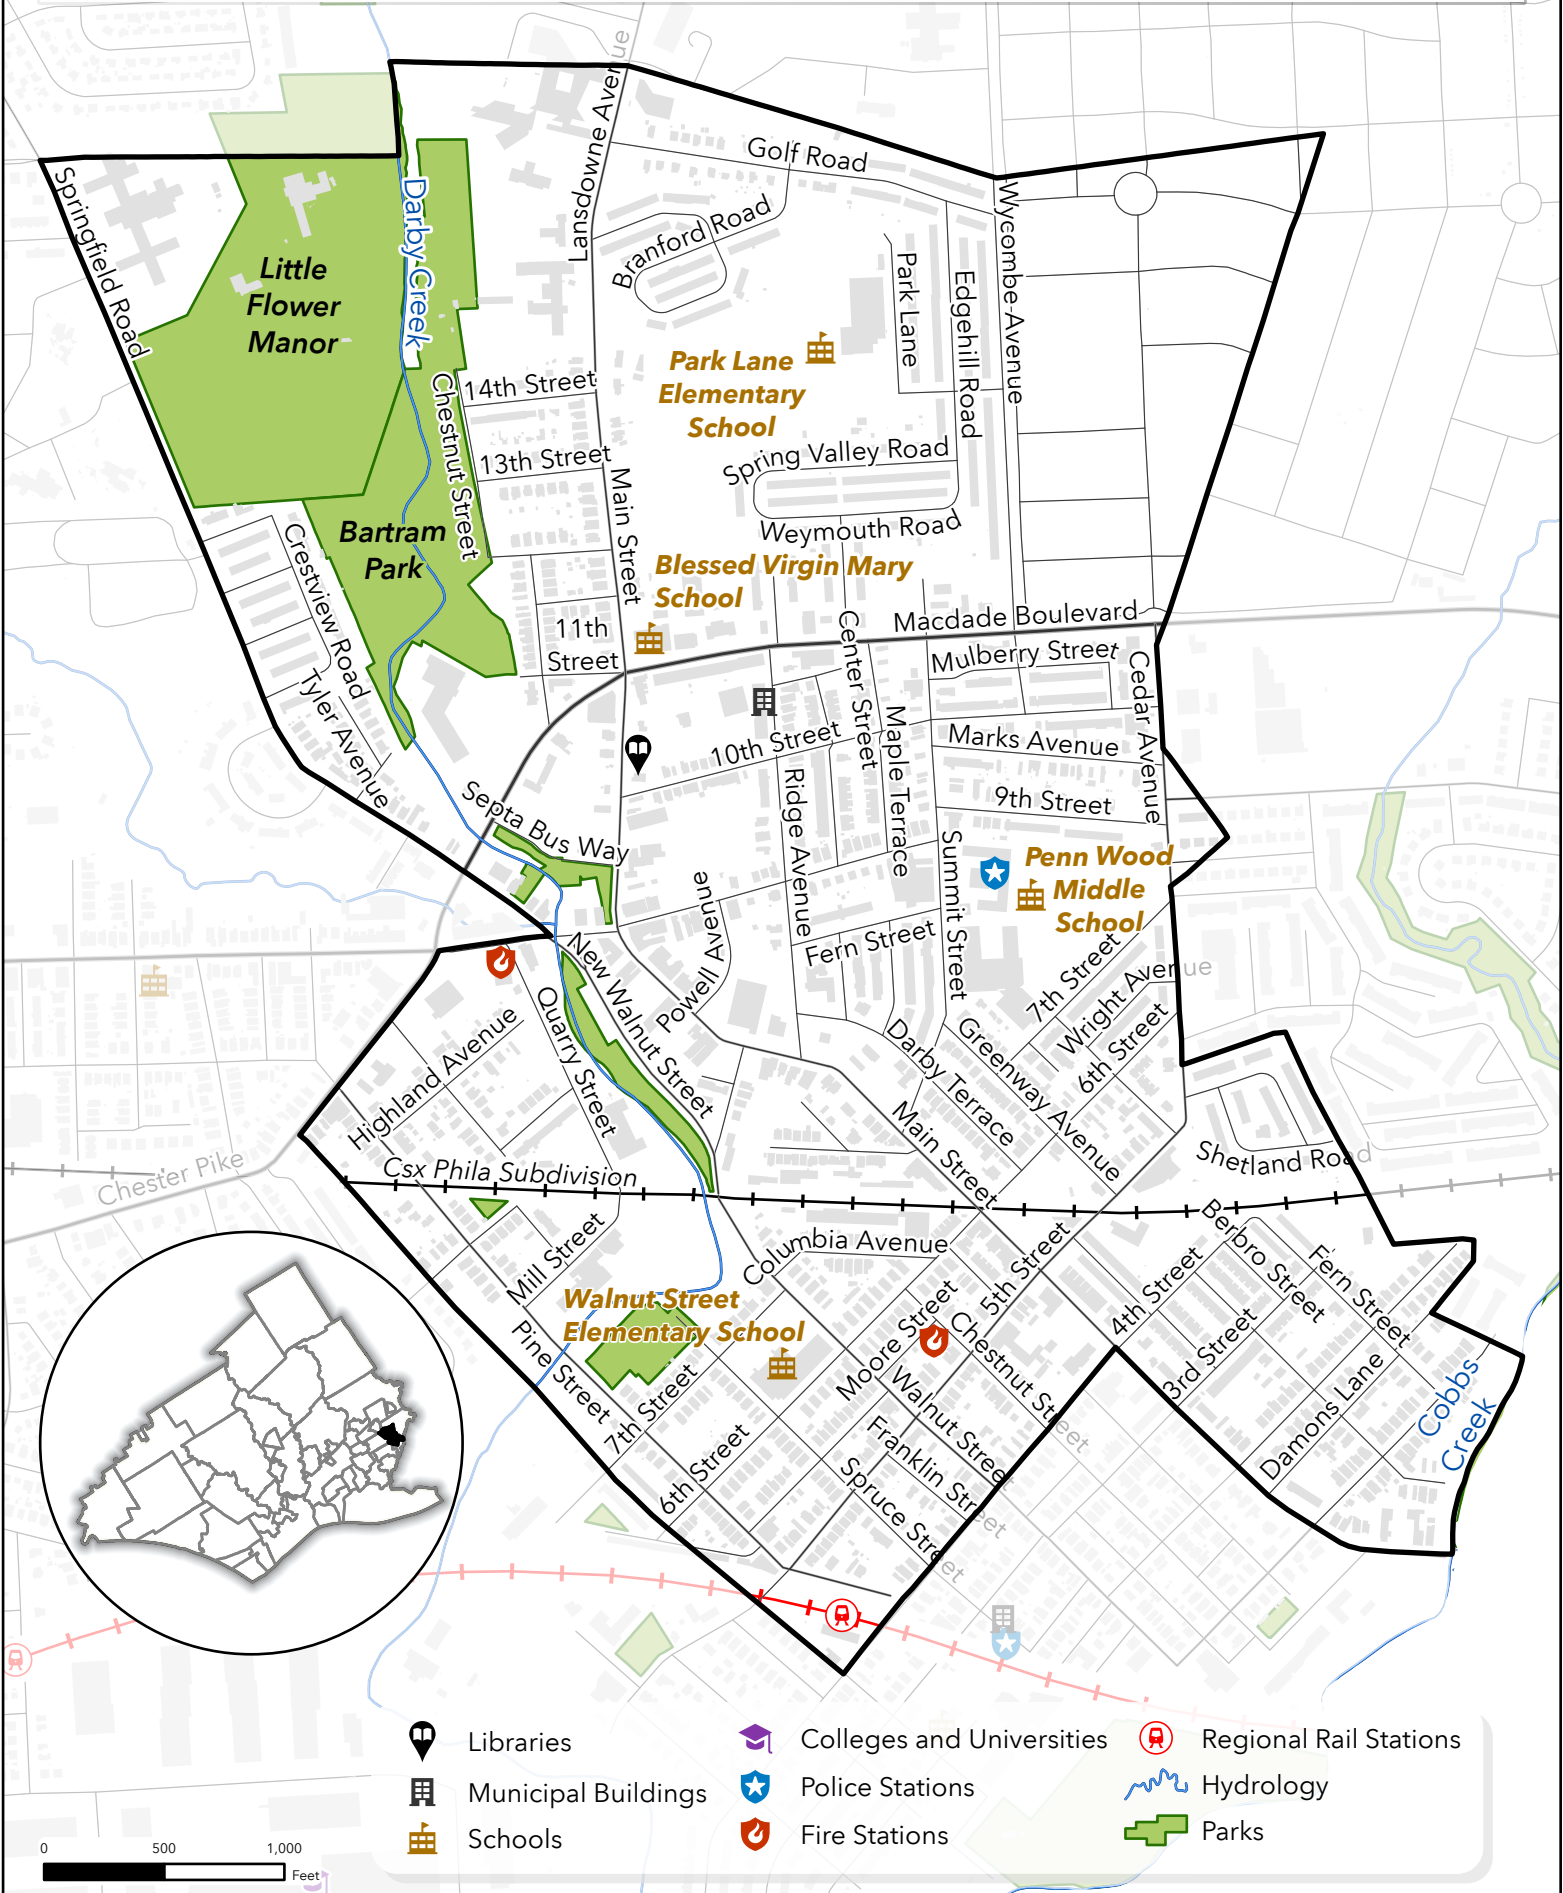 Lansdowne Avenue
Golf Road
Springfield Road
Darby Creek
Branford Road
Wycombe Avenue
Little
Flower
Manor
Park Lane
Edgehill Road
Park Lane
Elementary
School
14th Street
Chestnut Street
13th Street
Main Street
Spring Valley Road
Weymouth Road
Bartram
Park
Crestview Road
Blessed Virgin Mary
School
11th
Street
Macdade Boulevard
Center Street
Mulberry Street
Cedar Avenue
Tyler Avenue
Maple Terrace
10th Street
Marks Avenue
Ridge Avenue
9th Street
Septa Bus Way
Summit Street
Penn Wood
Middle
School
Powell Avenue
Fern Street
New Walnut Street
7th Street
Wright Avenue
6th Street
Quarry Street
Highland Avenue
Darby Terrace
Greenway Avenue
Main Street
Shetland Road
Chester Pike
Csx Phila Subdivision
Mill Street
Columbia Avenue
5th Street
Berbro Street
Fern Street
4th Street
3rd Street
Walnut Street
Elementary School
Pine Street
7th Street
Moore Street
Chestnut Street
Walnut Street
Franklin Street
Spruce Street
6th Street
Damons Lane
Cobbs
Creek
Libraries
Municipal Buildings
Schools
Colleges and Universities
Police Stations
Fire Stations
Regional Rail Stations
Hydrology
Parks
0 500 1,000
Feet